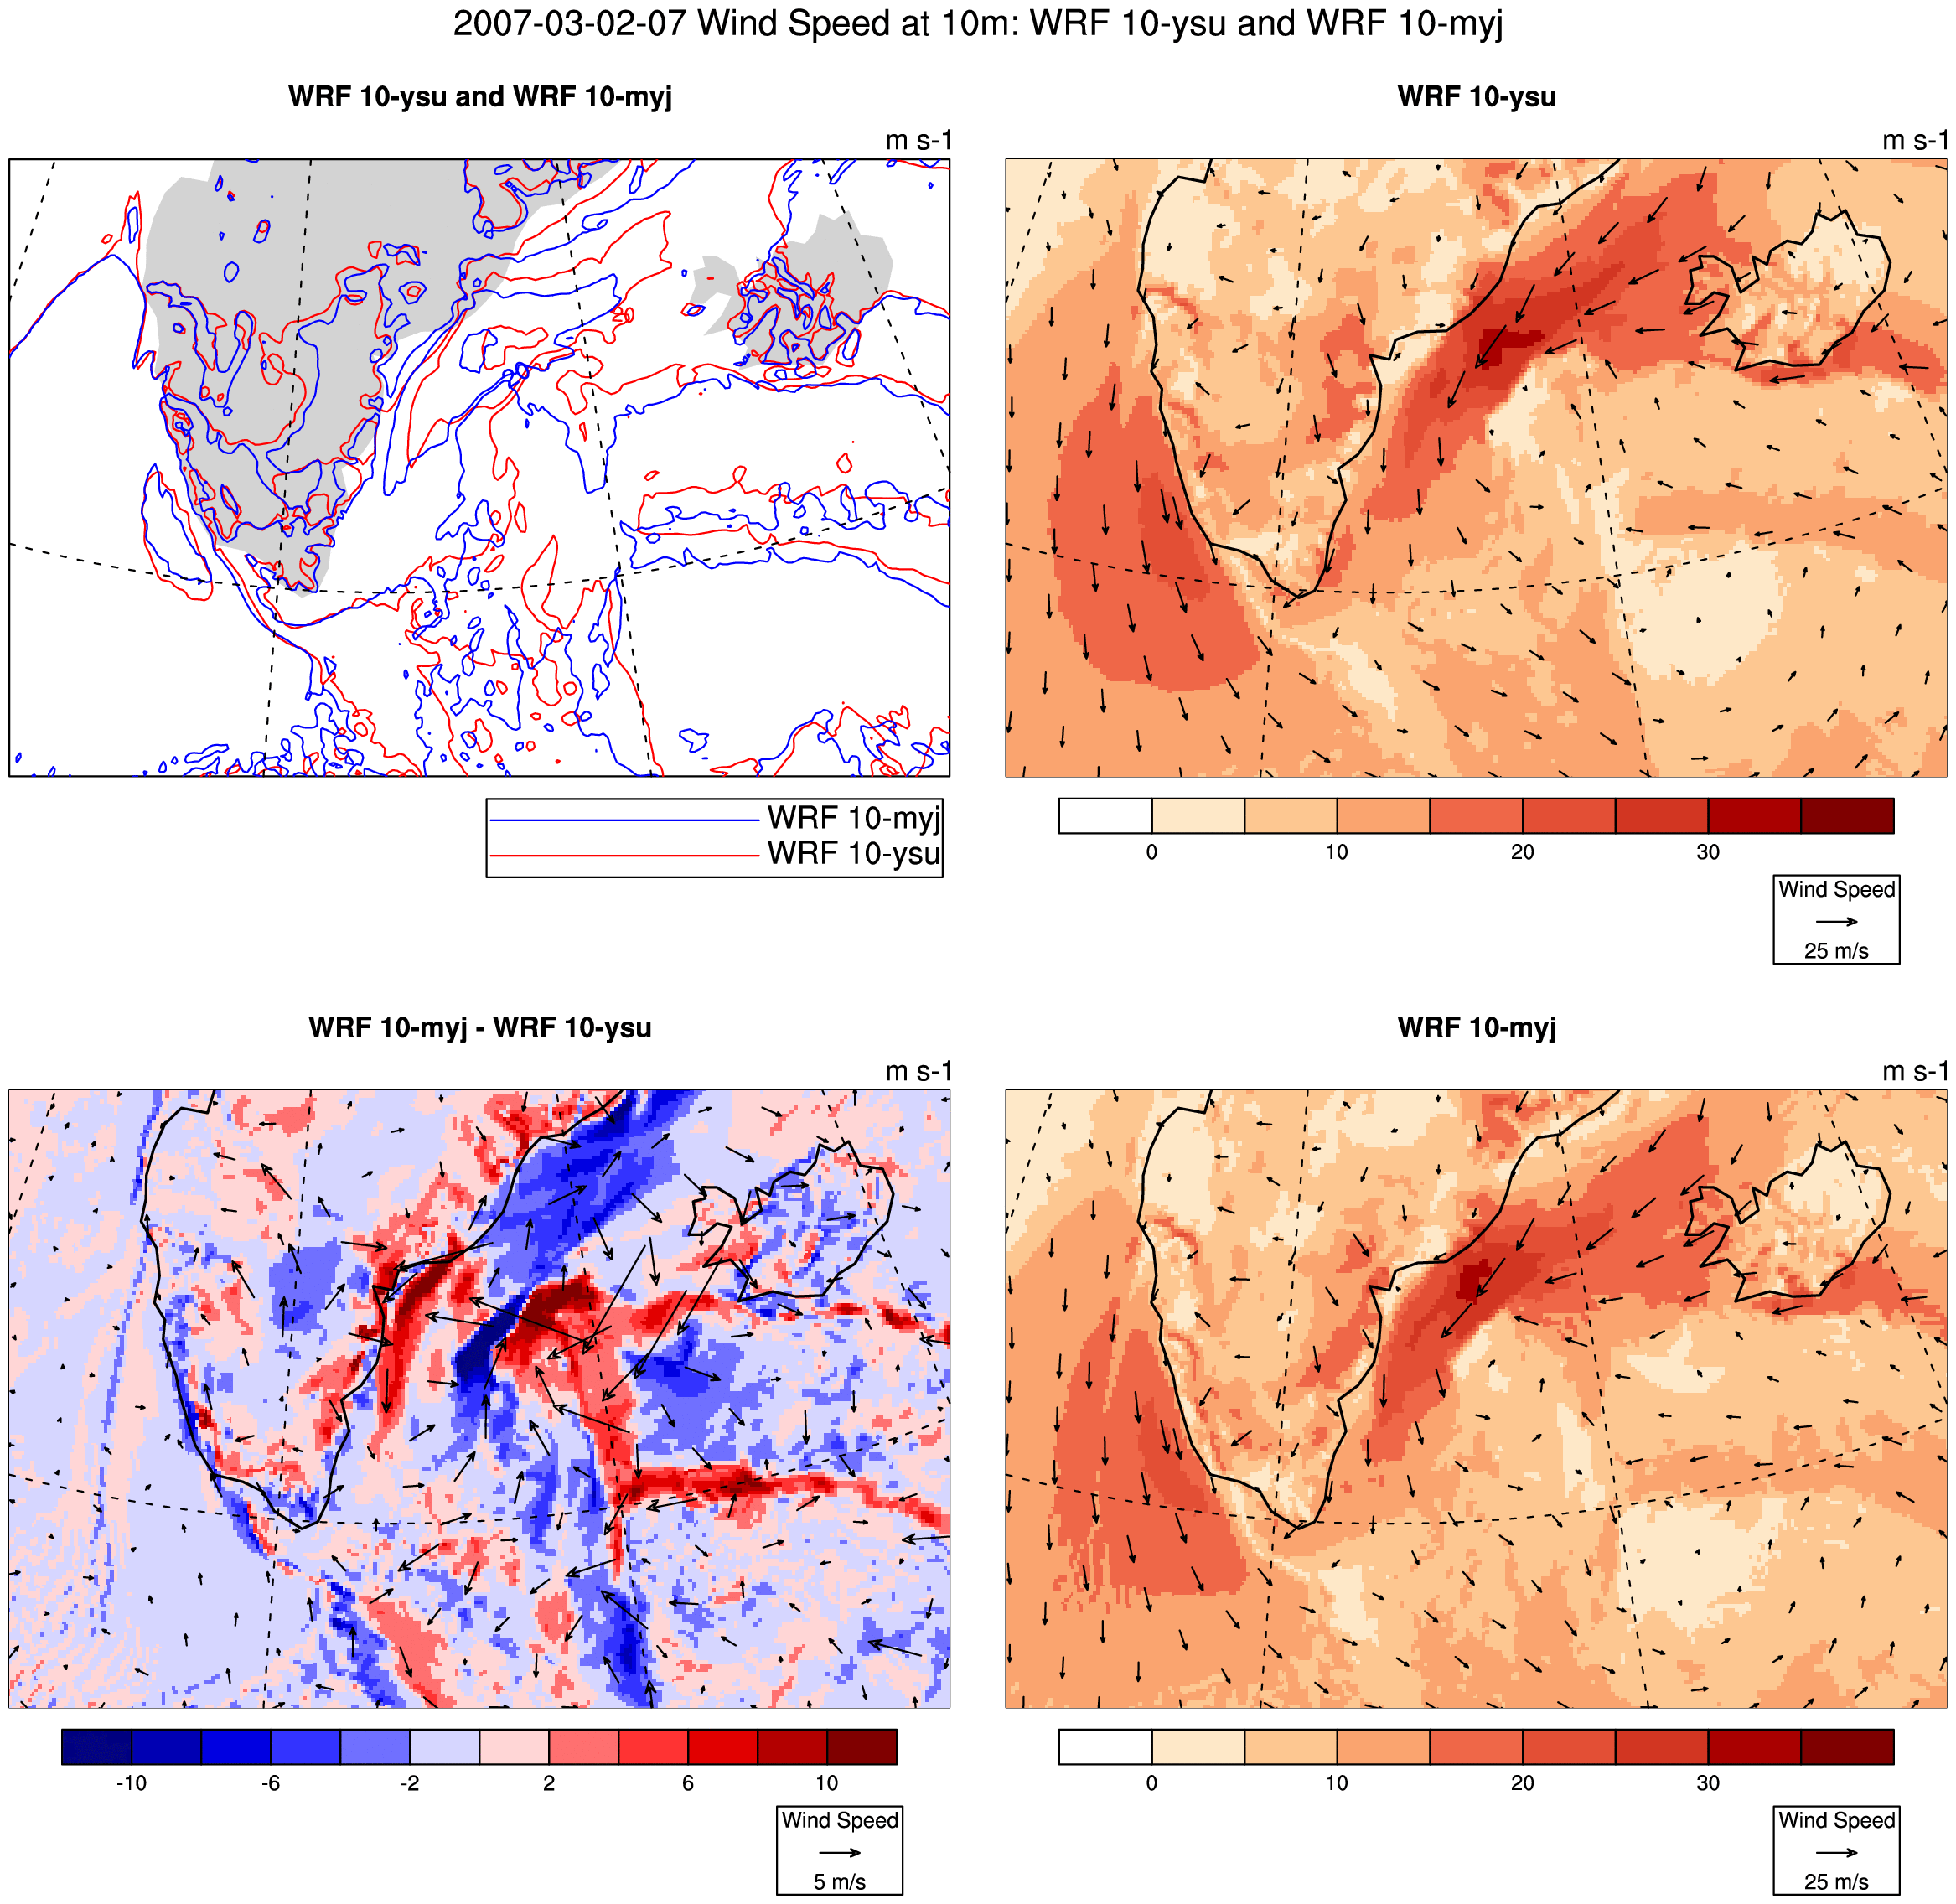 2007-03-02-07 Wind Speed at 10m: WRF 10-ysu and WRF 10-myj
WRF 10-ysu and WRF 10-myj
m s-1
20
WRF 10-myj
WRF 10-ysu
WRF 10-ysu
m s-1
0 10 20 30
Wind Speed
25 m/s
WRF 10-myj - WRF 10-ysu
m s-1
-10 -6 -2 2 6 10
Wind Speed
5 m/s
WRF 10-myj
m s-1
0 10 20 30
Wind Speed
25 m/s